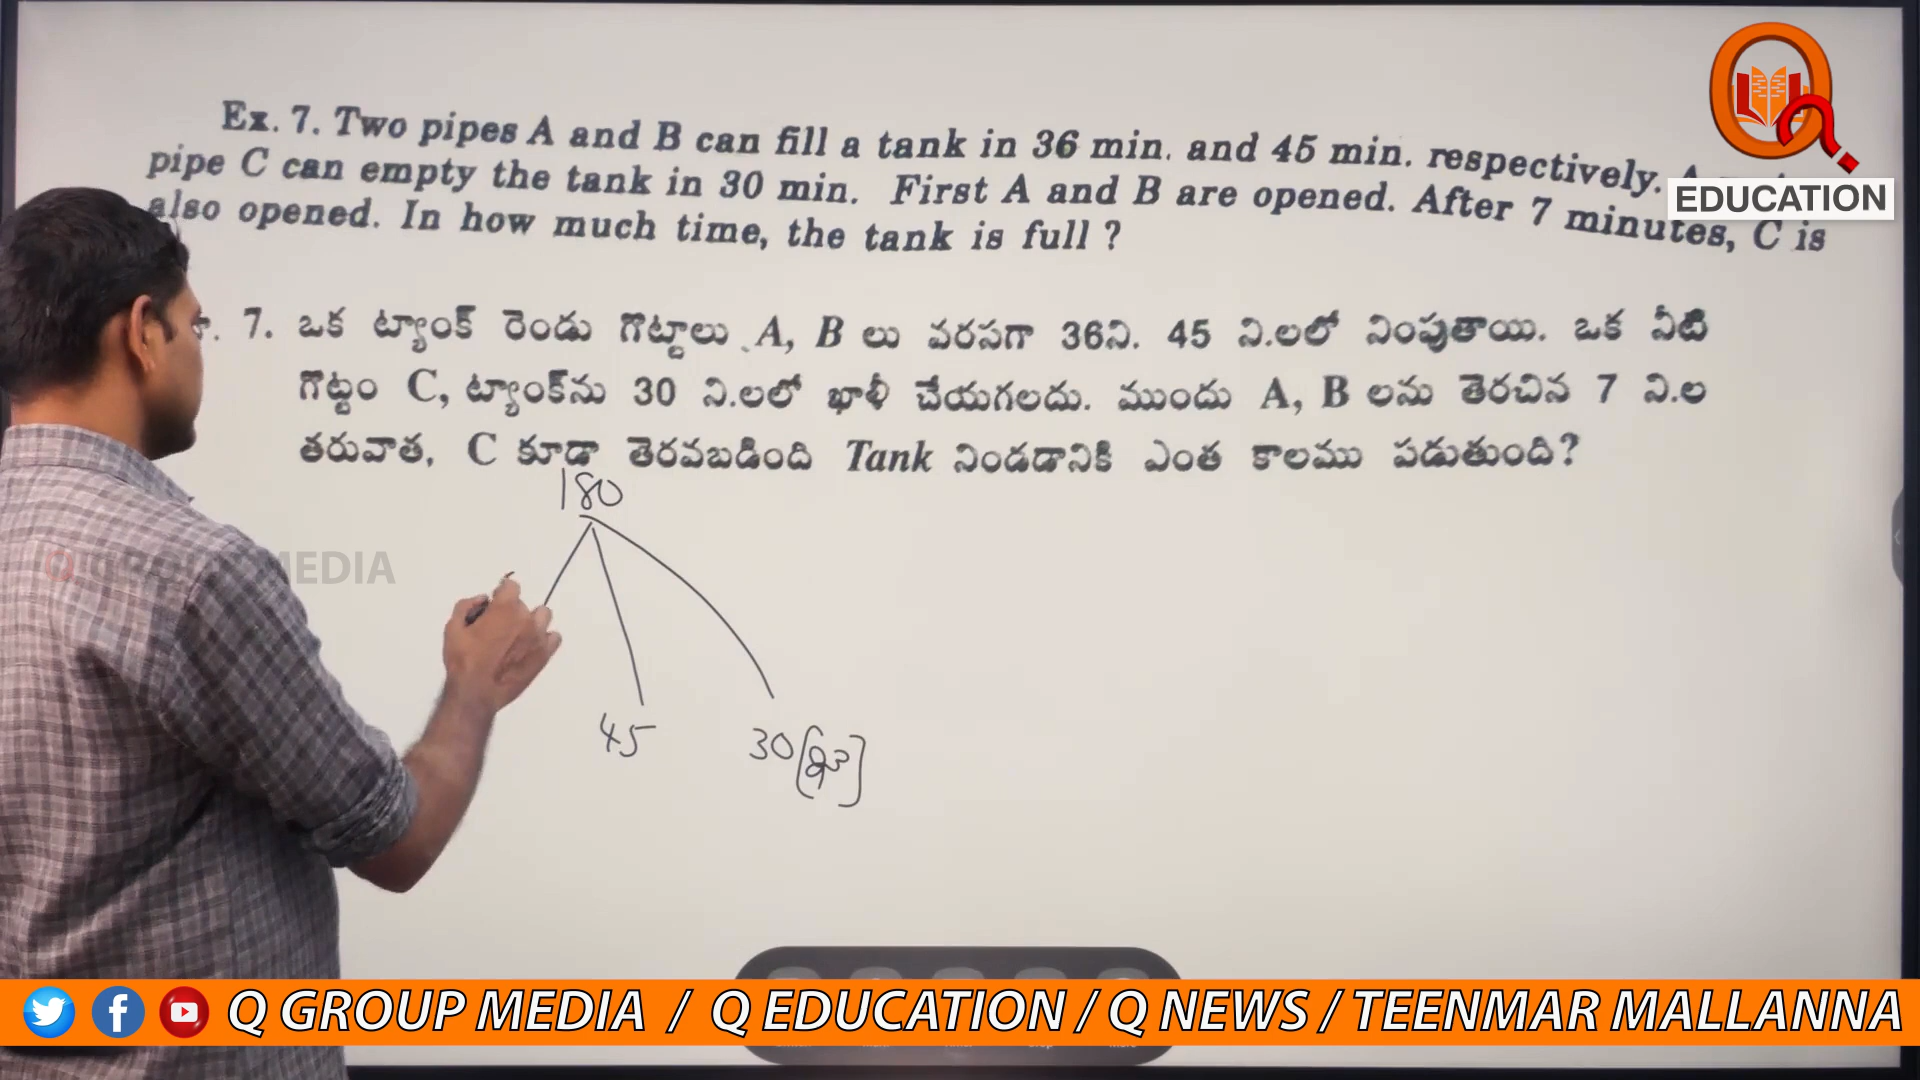 Ex. 7. Two pipes A and B can fill a tank in 36 min. and 45 min. respectively.
pipe C can empty the tank in 30 min. First A and B are opened. After 7 minutes, C is
also opened. In how much time, the tank is full ?
7. ఒక ట్యాంక్ రెండు గొట్టాలు A, B లు వరసగా 36ని. 45 ని.లలో నింపుతాయి. ఒక నీటి
గొట్టం C, ట్యాంక్‌ను 30 ని.లలో ఖాళీ చేయగలదు. ముందు A, B లను తెరచిన 7 ని.ల
తరువాత, C కూడా తెరవబడింది Tank నిండడానికి ఎంత కాలము పడుతుంది?
180
45
30
EDUCATION
Q GROUP MEDIA
Q GROUP MEDIA / Q EDUCATION / Q NEWS / TEENMAR MALLANNA